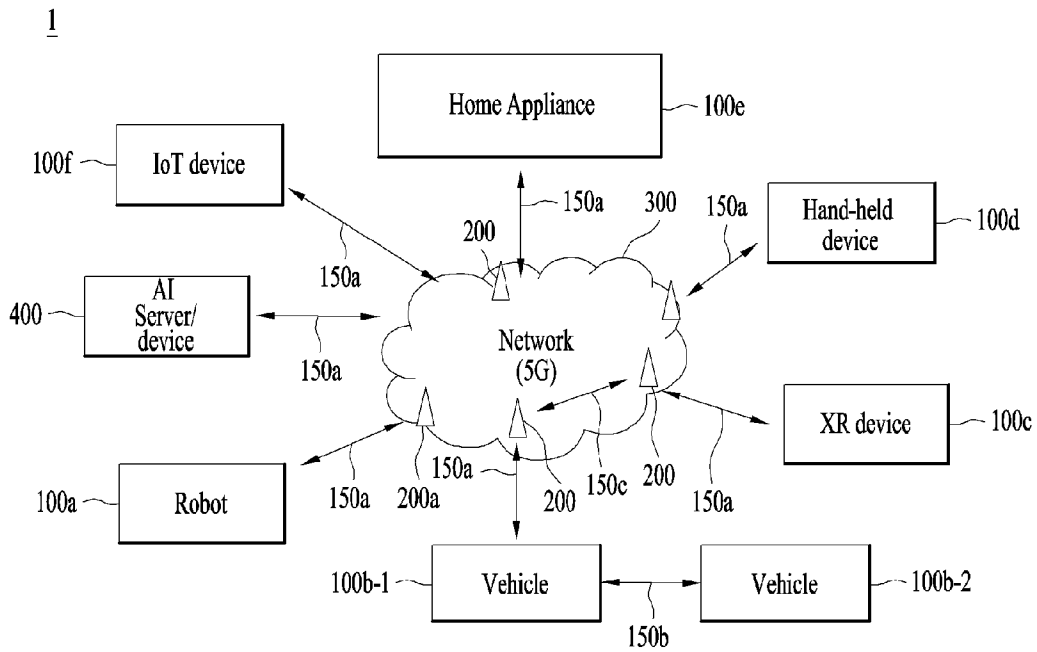 1
Home Appliance
100e
IoT device
100f
150a
300
200
150a
Hand-held
device
100d
150a
AI
Server/
device
400
150a
Network
(5G)
XR device
100c
150a
150a
200a
150a
200
150c
200
150a
Robot
100a
Vehicle
100b-1
Vehicle
100b-2
150b